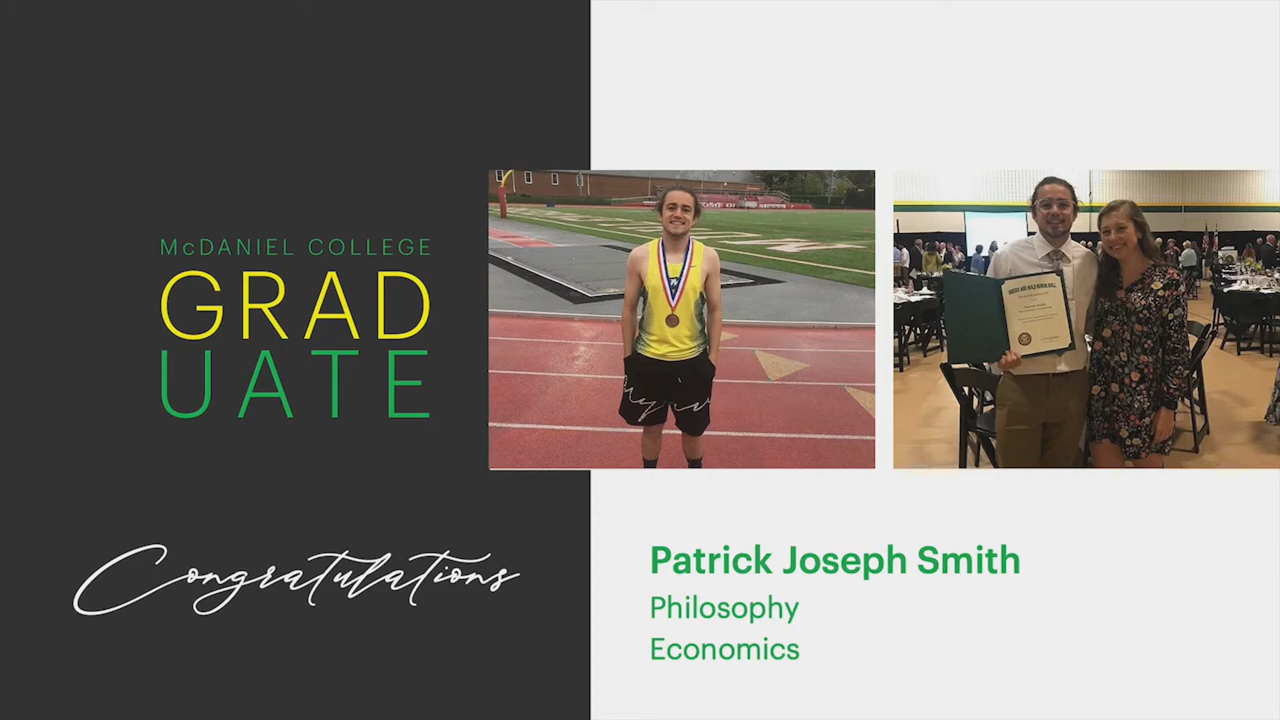 McDANIEL COLLEGE
GRAD
UATE
Congratulations
Patrick Joseph Smith
Philosophy
Economics